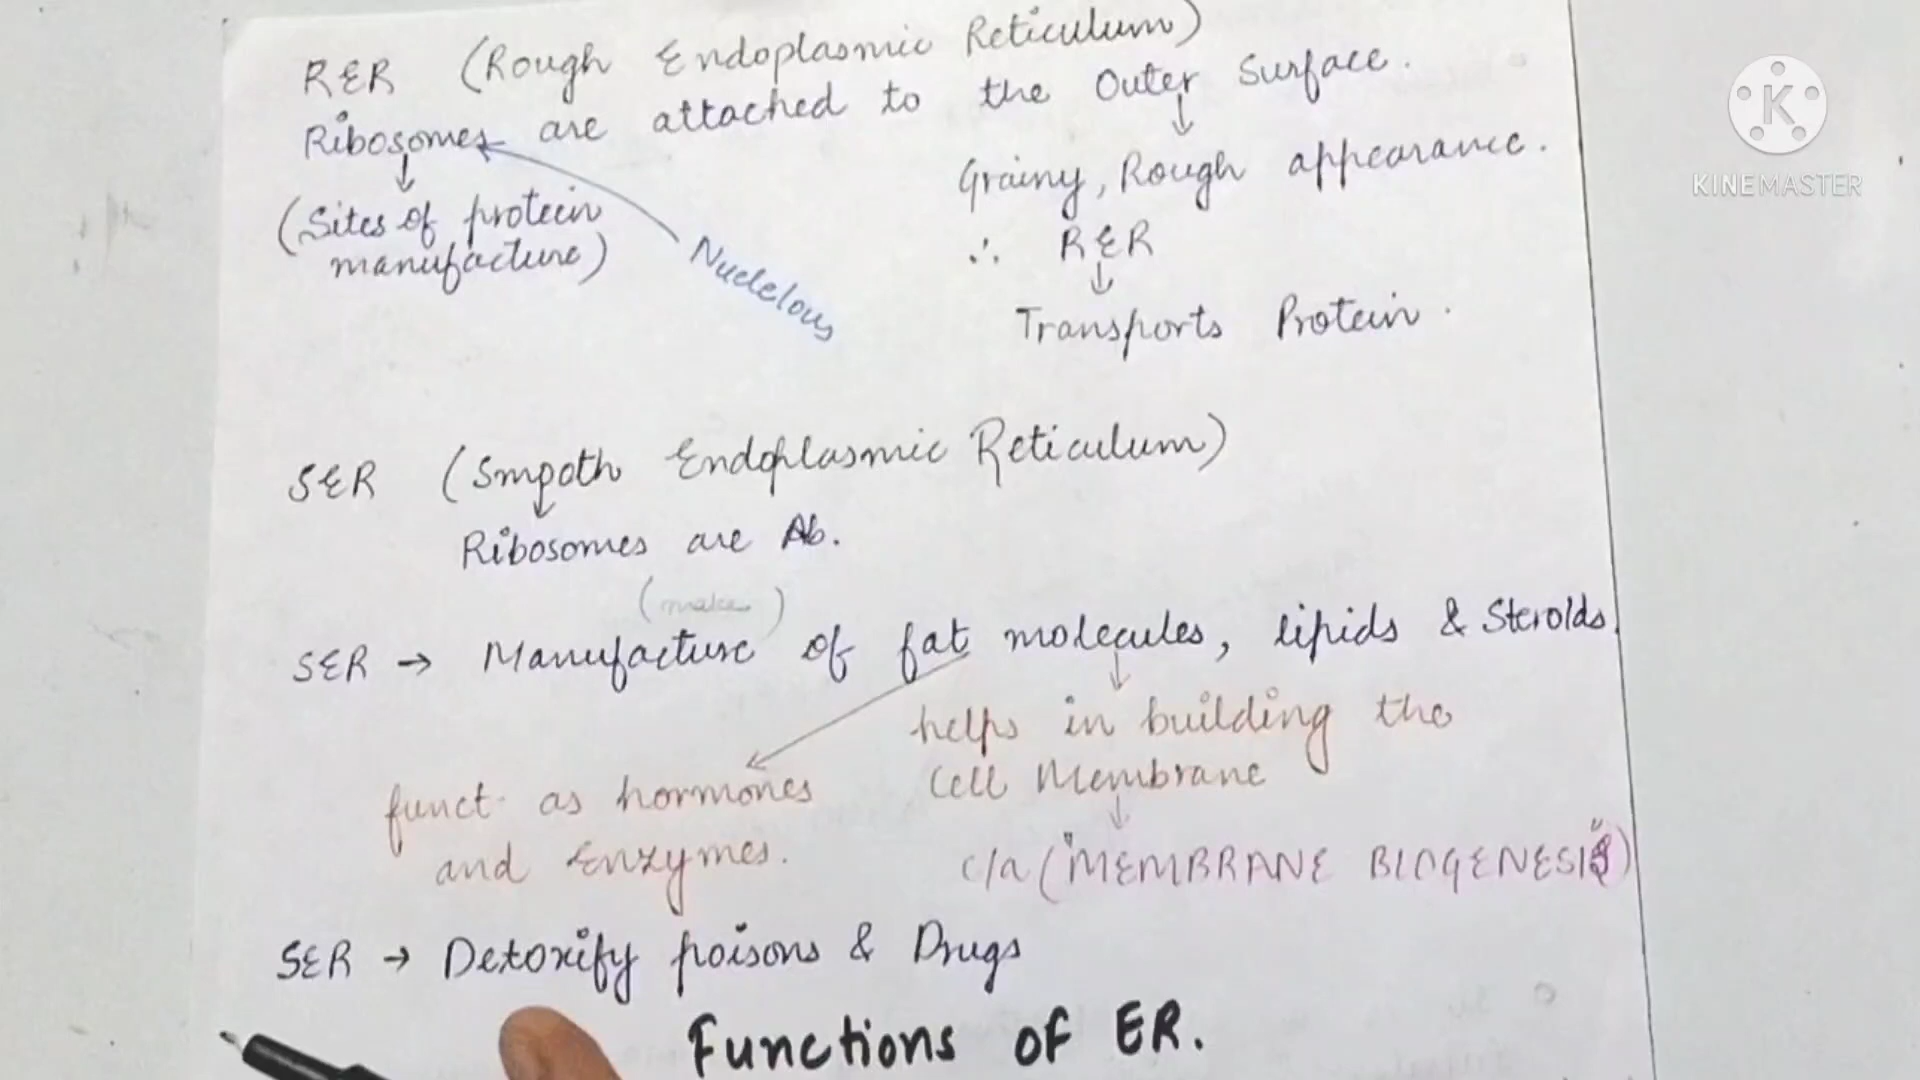 RER (Rough Endoplasmic Reticulum)
Ribosomes are attached to the Outer Surface.
(Sites of protein
manufacture)
Nuclelous
Grainy, Rough appearance.
∴ RER
Transports Protein.
SER (Smooth Endoplasmic Reticulum)
Ribosomes are Ab.
(make)
SER → Manufacture of fat molecules, lipids & Steroids
helps in building the
Cell Membrane
funct. as hormones
and Enzymes.
c/a ("MEMBRANE BIOGENESIS")
SER → Detoxify poisons & Drugs
Functions of ER.
K
KINEMASTER